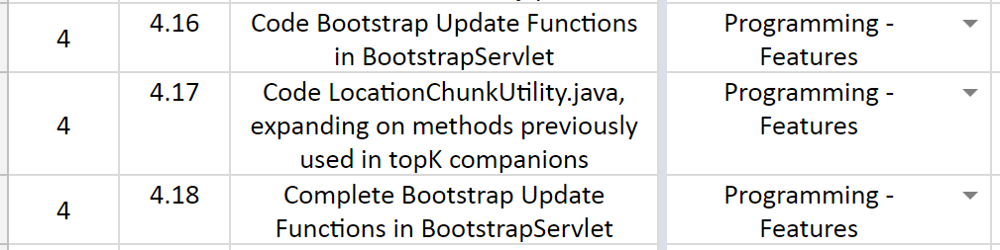 4
4.16
Code Bootstrap Update Functions
in BootstrapServlet
Programming -
Features
4
4.17
Code LocationChunkUtility.java,
expanding on methods previously
used in topK companions
Programming -
Features
4
4.18
Complete Bootstrap Update
Functions in BootstrapServlet
Programming -
Features